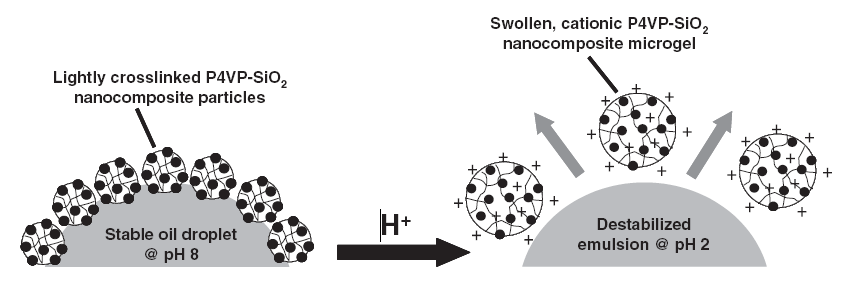 Lightly crosslinked P4VP-SiO₂
nanocomposite particles
Stable oil droplet
@ pH 8
H+
Swollen, cationic P4VP-SiO₂
nanocomposite microgel
Destabilized
emulsion @ pH 2